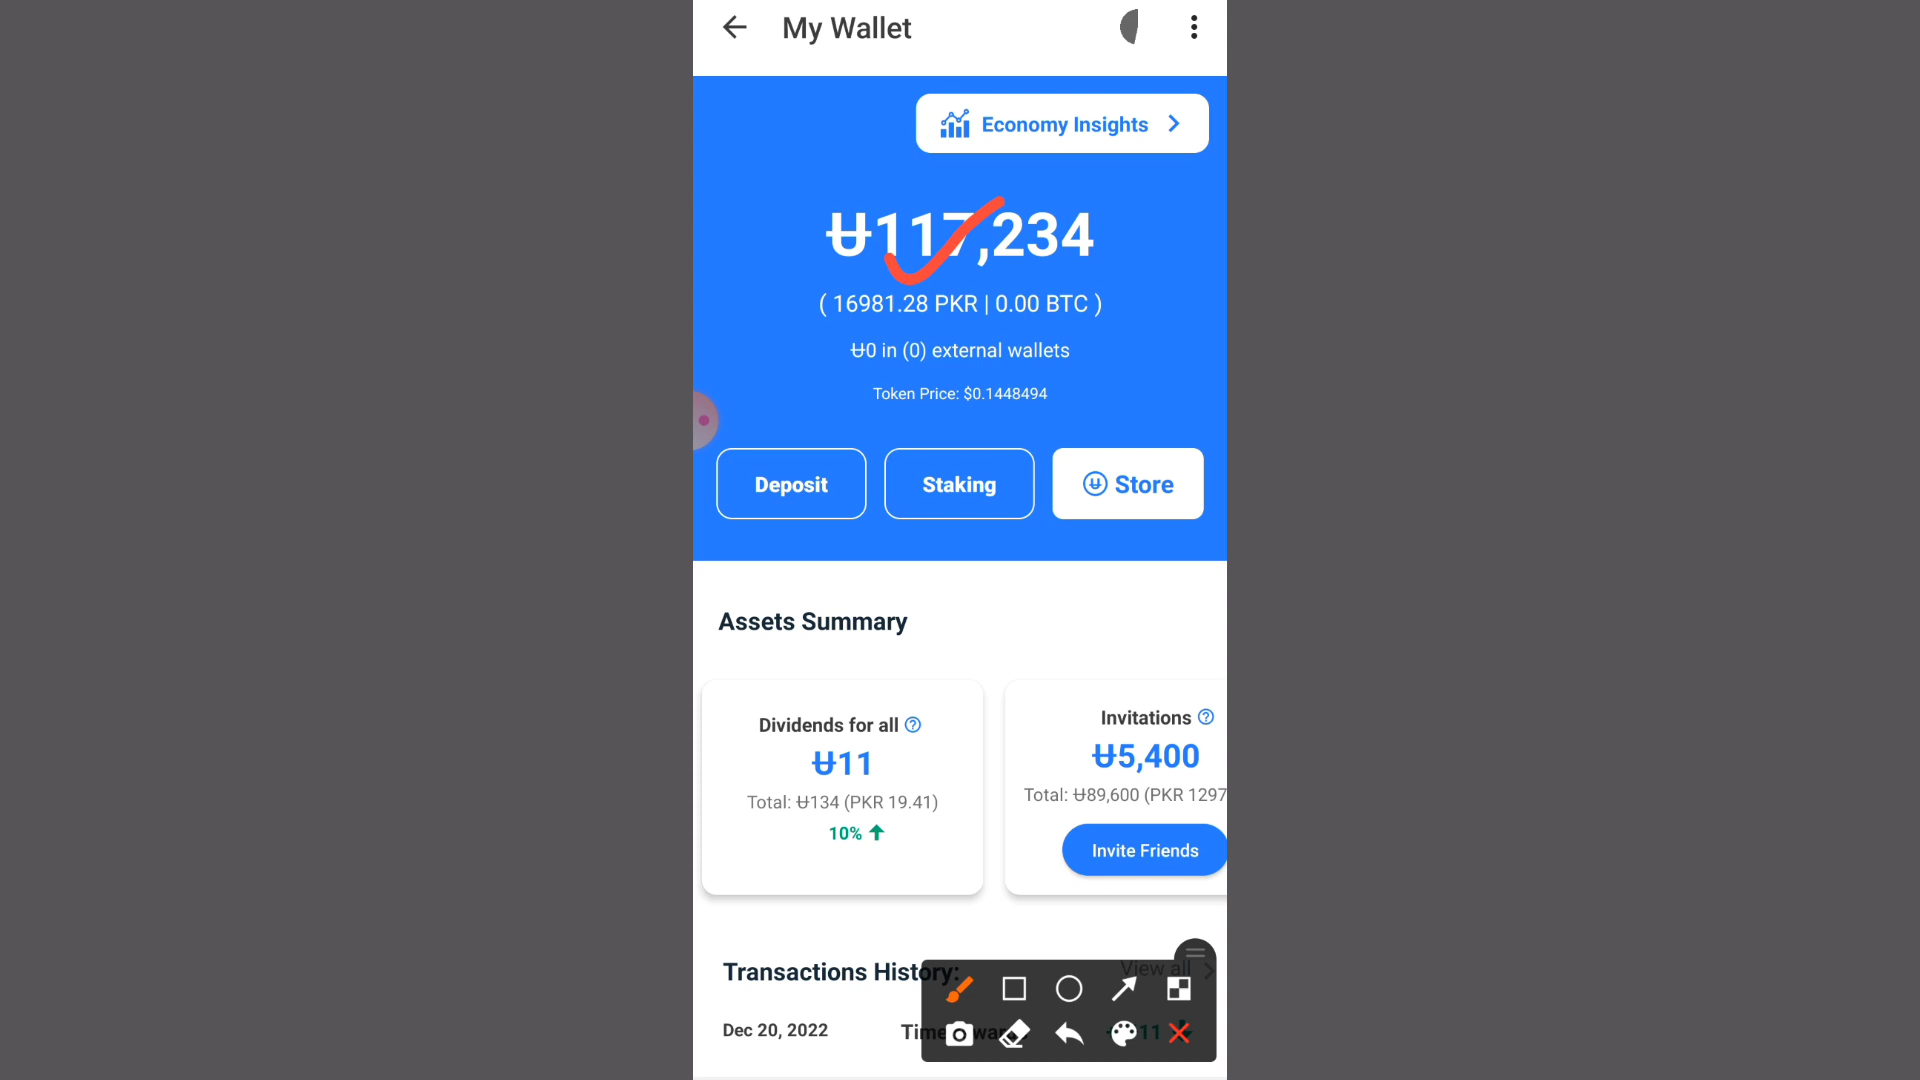 My Wallet
Economy Insights
Ʉ117,234
( 16981.28 PKR | 0.00 BTC )
Ʉ0 in (0) external wallets
Token Price: $0.1448494
Deposit
Staking
Store
Assets Summary
Dividends for all
Ʉ11
Total: Ʉ134 (PKR 19.41)
10%
Invitations
Ʉ5,400
Total: Ʉ89,600 (PKR 1297
Invite Friends
Transactions History:
View all
Dec 20, 2022